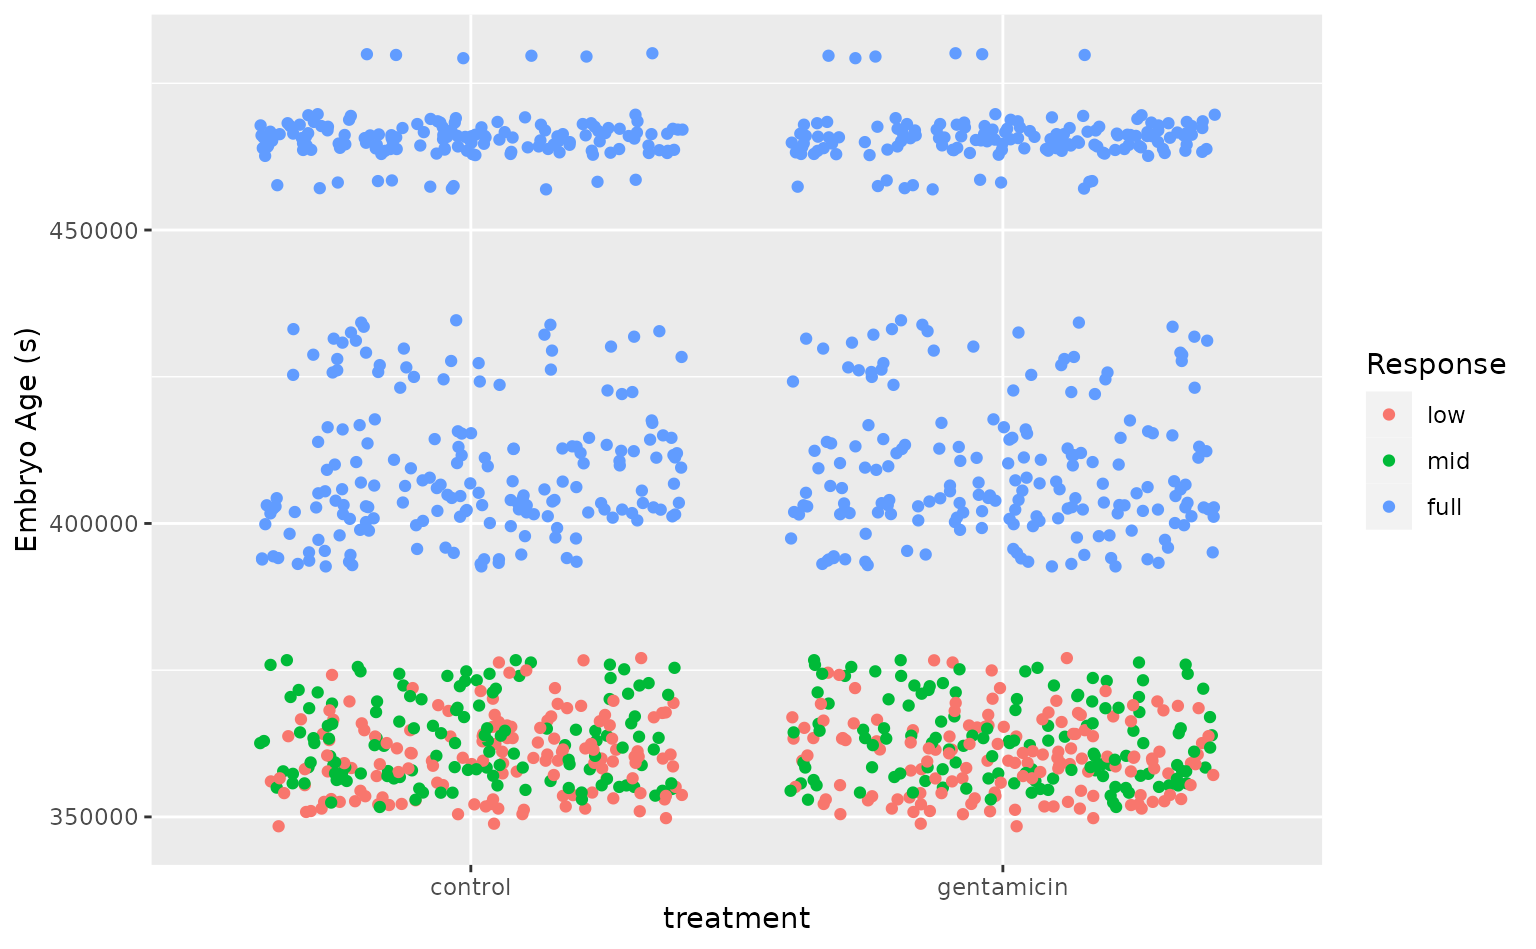 450000
400000
350000
Embryo Age (s)
control
gentamicin
treatment
Response
low
mid
full